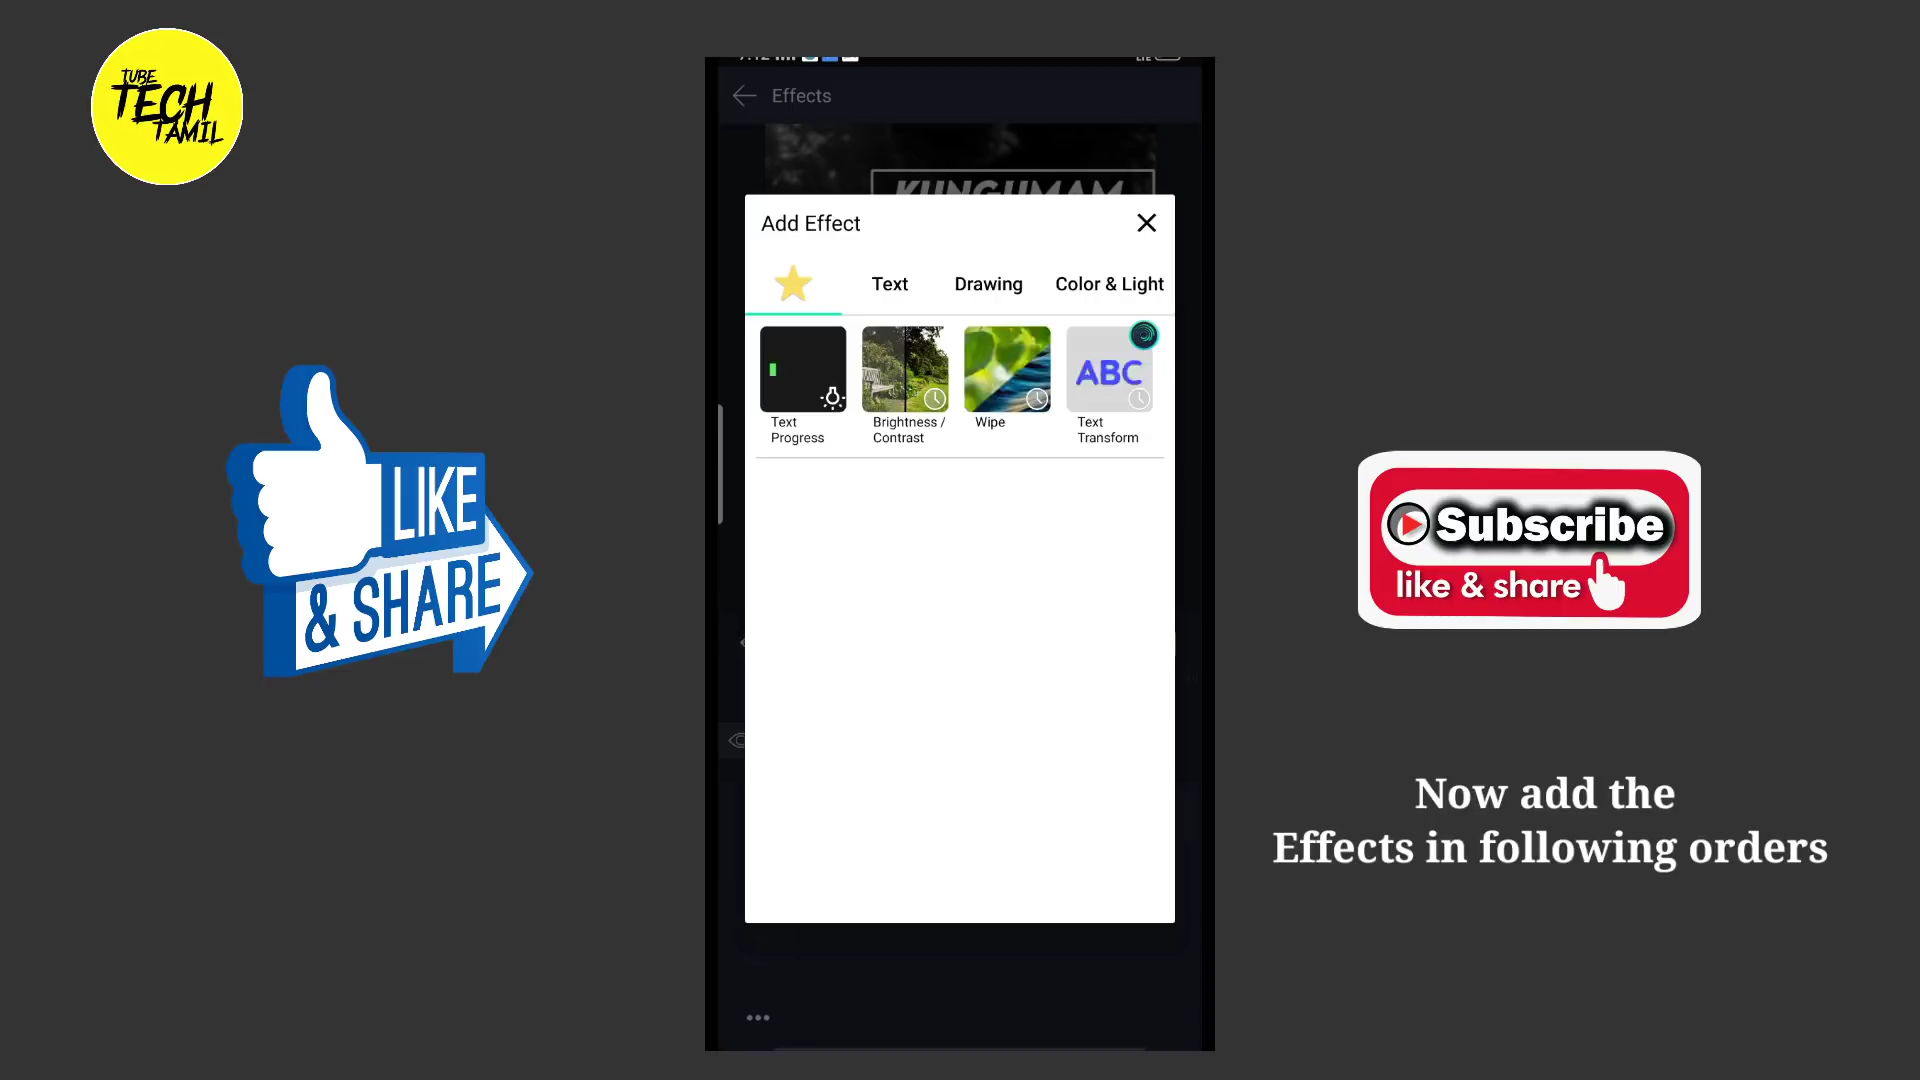 TUBE
TECH
TAMIL
Effects
KUNGUMAM
Add Effect
Text
Drawing
Color & Light
ABC
Text
Progress
Brightness /
Contrast
Wipe
Text
Transform
LIKE
& SHARE
Subscribe
like & share
Now add the
Effects in following orders